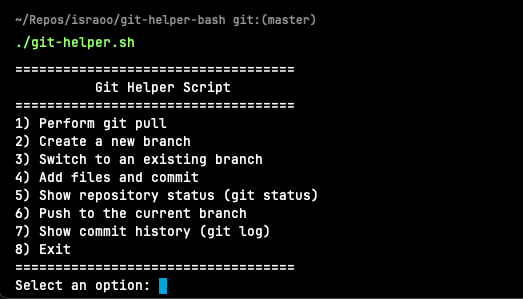 ~/Repos/israoo/git-helper-bash git:(master)
./git-helper.sh
===================================
Git Helper Script
===================================
1) Perform git pull
2) Create a new branch
3) Switch to an existing branch
4) Add files and commit
5) Show repository status (git status)
6) Push to the current branch
7) Show commit history (git log)
8) Exit
===================================
Select an option: